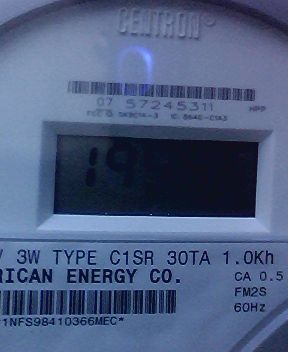 CENTRON®
07 57245311 HPP
19
3W TYPE C1SR 30TA 1.0Kh
RICAN ENERGY CO. CA 0.5
FM2S
60Hz
1NFS98410366MEC*